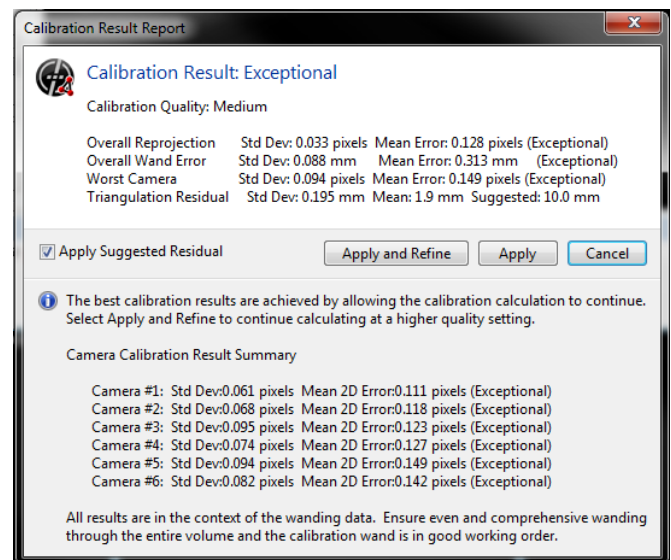 Calibration Result Report
Calibration Result: Exceptional
Calibration Quality: Medium
Overall Reprojection Std Dev: 0.033 pixels Mean Error: 0.128 pixels (Exceptional)
Overall Wand Error Std Dev: 0.088 mm Mean Error: 0.313 mm (Exceptional)
Worst Camera Std Dev: 0.094 pixels Mean Error: 0.149 pixels (Exceptional)
Triangulation Residual Std Dev: 0.195 mm Mean: 1.9 mm Suggested: 10.0 mm
Apply Suggested Residual Apply and Refine Apply Cancel
The best calibration results are achieved by allowing the calibration calculation to continue.
Select Apply and Refine to continue calculating at a higher quality setting.
Camera Calibration Result Summary
Camera #1: Std Dev:0.061 pixels Mean 2D Error:0.111 pixels (Exceptional)
Camera #2: Std Dev:0.068 pixels Mean 2D Error:0.118 pixels (Exceptional)
Camera #3: Std Dev:0.095 pixels Mean 2D Error:0.123 pixels (Exceptional)
Camera #4: Std Dev:0.074 pixels Mean 2D Error:0.127 pixels (Exceptional)
Camera #5: Std Dev:0.094 pixels Mean 2D Error:0.149 pixels (Exceptional)
Camera #6: Std Dev:0.082 pixels Mean 2D Error:0.142 pixels (Exceptional)
All results are in the context of the wanding data. Ensure even and comprehensive wanding
through the entire volume and the calibration wand is in good working order.